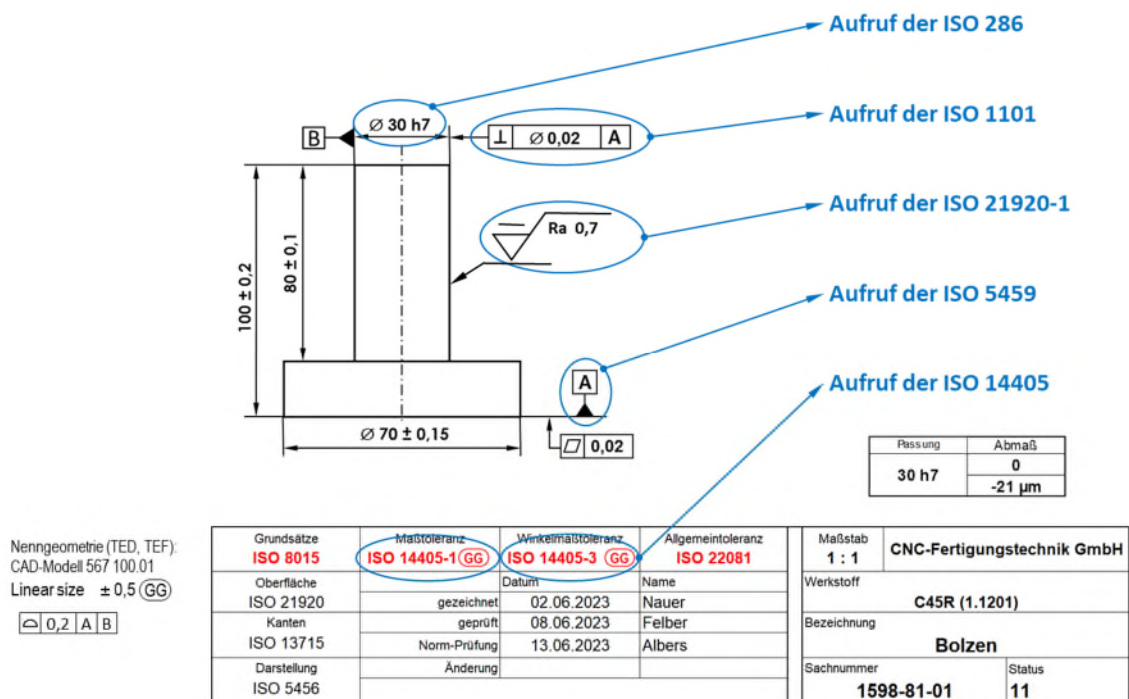 Aufruf der ISO 286
Ø 30 h7
B
⊥ Ø 0,02 A
Aufruf der ISO 1101
Ra 0,7
Aufruf der ISO 21920-1
100 ± 0,2
80 ± 0,1
Aufruf der ISO 5459
A
Aufruf der ISO 14405
Ø 70 ± 0,15
⏥ 0,02
Passung Abmaß
30 h7 0
-21 µm
Nenngeometrie (TED, TEF):
CAD-Modell 567 100.01
Linear size ± 0,5 (GG)
⌓ 0,2 A B
Grundsätze Maßtoleranz Winkelmaßtoleranz Allgemeintoleranz
ISO 8015 ISO 14405-1 (GG) ISO 14405-3 (GG) ISO 22081
Oberfläche Datum Name
ISO 21920 gezeichnet 02.06.2023 Nauer
Kanten geprüft 08.06.2023 Felber
ISO 13715 Norm-Prüfung 13.06.2023 Albers
Darstellung Änderung
ISO 5456
Maßstab CNC-Fertigungstechnik GmbH
1 : 1
Werkstoff
C45R (1.1201)
Bezeichnung
Bolzen
Sachnummer Status
1598-81-01 11